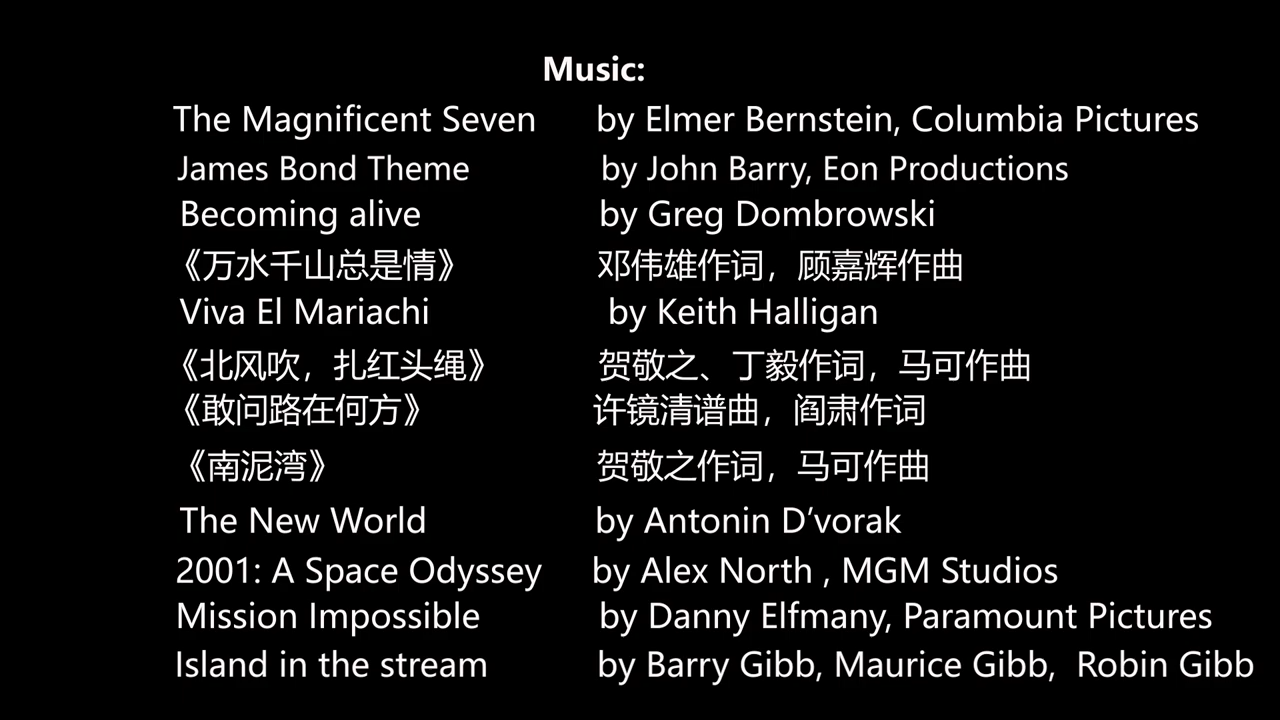 Music:
The Magnificent Seven by Elmer Bernstein, Columbia Pictures
James Bond Theme by John Barry, Eon Productions
Becoming alive by Greg Dombrowski
《万水千山总是情》 邓伟雄作词，顾嘉辉作曲
Viva El Mariachi by Keith Halligan
《北风吹，扎红头绳》 贺敬之、丁毅作词，马可作曲
《敢问路在何方》 许镜清谱曲，阎肃作词
《南泥湾》 贺敬之作词，马可作曲
The New World by Antonin D’vorak
2001: A Space Odyssey by Alex North , MGM Studios
Mission Impossible by Danny Elfmany, Paramount Pictures
Island in the stream by Barry Gibb, Maurice Gibb, Robin Gibb